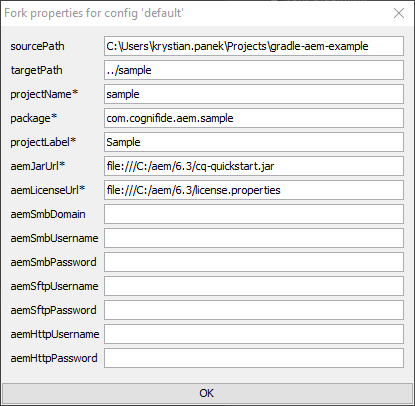 Fork properties for config 'default'
sourcePath C:\Users\krystian.panek\Projects\gradle-aem-example
targetPath ../sample
projectName* sample
package* com.cognifide.aem.sample
projectLabel* Sample
aemJarUrl* file:///C:/aem/6.3/cq-quickstart.jar
aemLicenseUrl* file:///C:/aem/6.3/license.properties
aemSmbDomain
aemSmbUsername
aemSmbPassword
aemSftpUsername
aemSftpPassword
aemHttpUsername
aemHttpPassword
OK